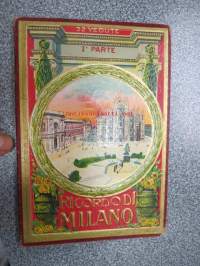 32 VEDUTE
1ª PARTE
RICORDO DI
MILANO